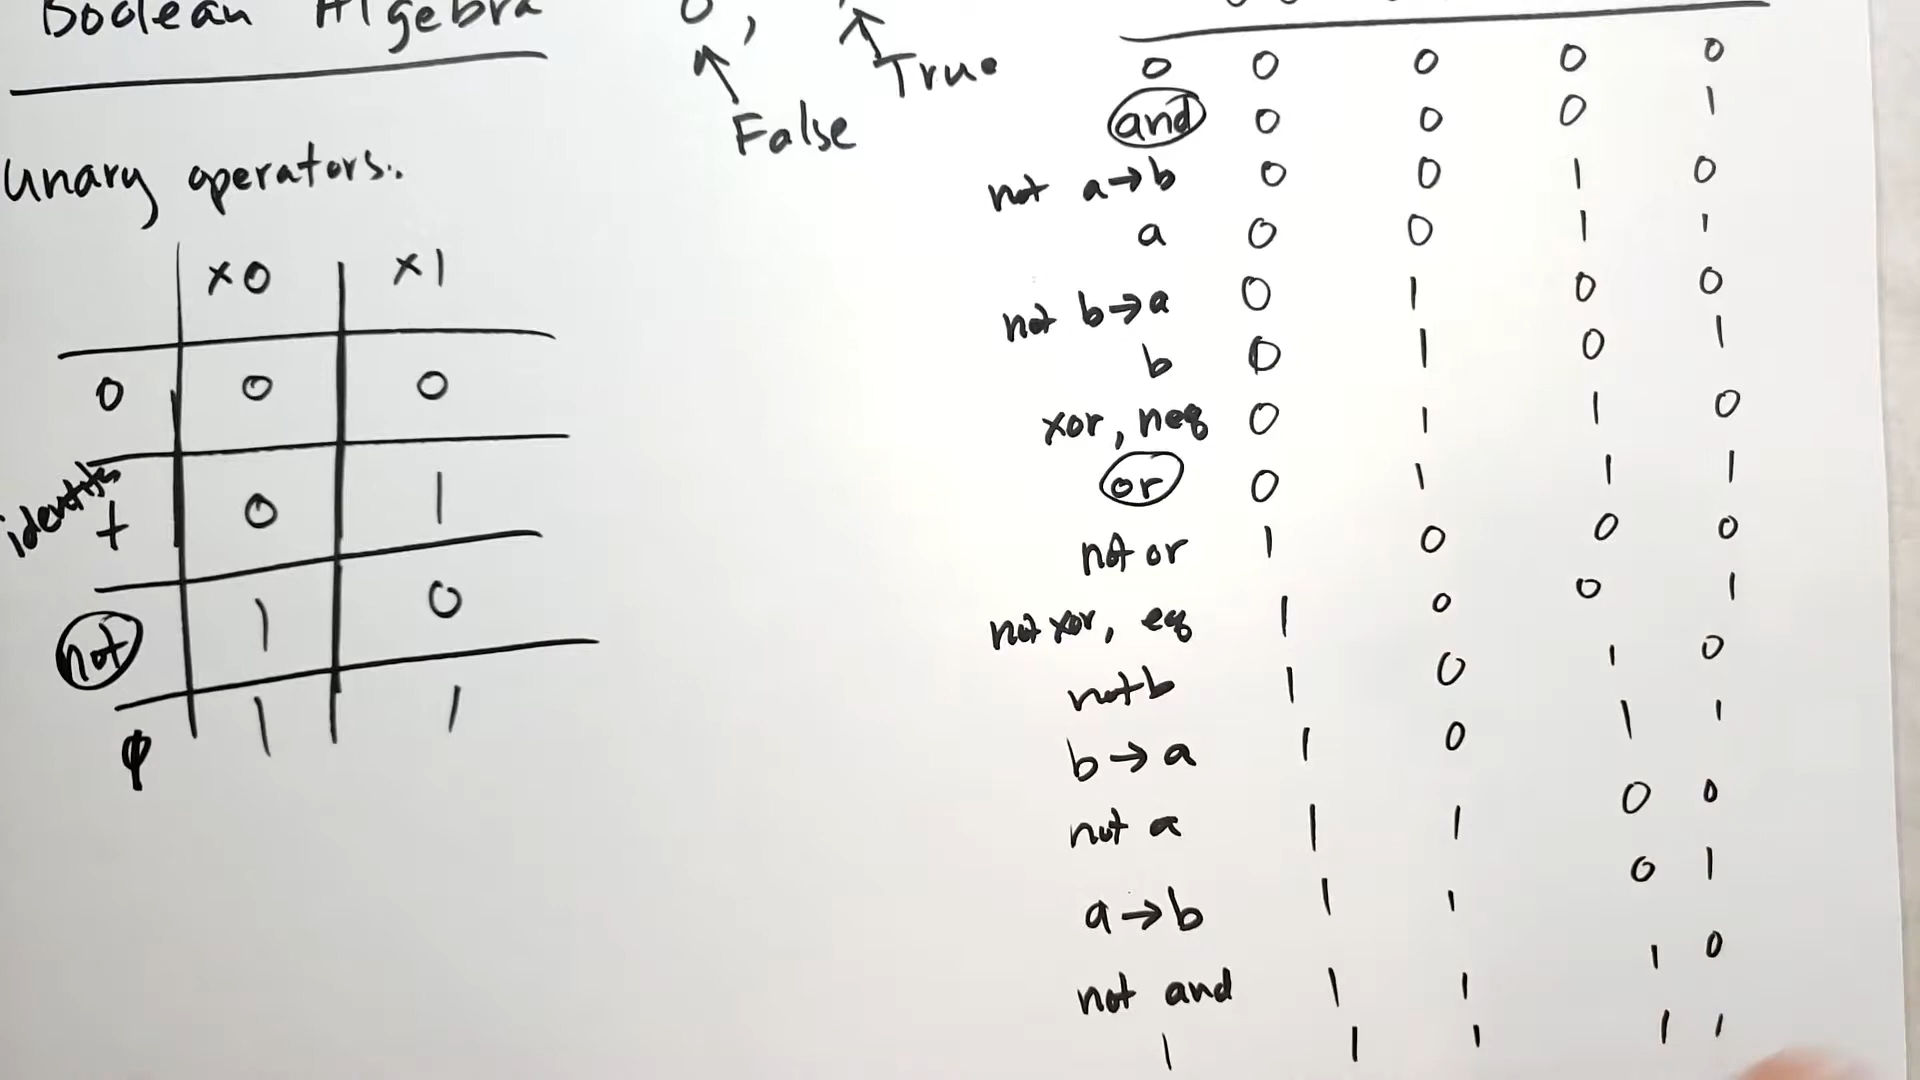 Boolean Algebra 0,
True
False
Unary operators:
x0 x1
0 0 0
identity + 0 1
not 1 0
1 1
0 0 0 0 0
and 0 0 0 1
not a→b 0 0 1 0
a 0 0 1 1
not b→a 0 1 0 0
b 0 1 0 1
xor, neq 0 1 1 0
or 0 1 1 1
not or 1 0 0 0
not xor, eq 1 0 0 1
not b 1 0 1 0
b→a 1 0 1 1
not a 1 1 0 0
a→b 1 1 0 1
not and 1 1 1 0
1 1 1 1 1